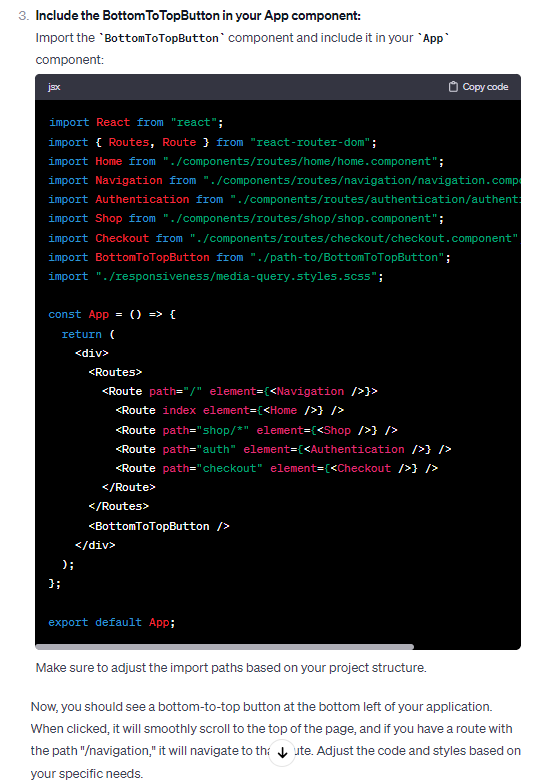 3. Include the BottomToTopButton in your App component:
Import the `BottomToTopButton` component and include it in your `App`
component:
jsx Copy code
import React from "react";
import { Routes, Route } from "react-router-dom";
import Home from "./components/routes/home/home.component";
import Navigation from "./components/routes/navigation/navigation.comp
import Authentication from "./components/routes/authentication/authent
import Shop from "./components/routes/shop/shop.component";
import Checkout from "./components/routes/checkout/checkout.component"
import BottomToTopButton from "./path-to/BottomToTopButton";
import "./responsiveness/media-query.styles.scss";
const App = () => {
return (
<div>
<Routes>
<Route path="/" element={<Navigation />}>
<Route index element={<Home />} />
<Route path="shop/*" element={<Shop />} />
<Route path="auth" element={<Authentication />} />
<Route path="checkout" element={<Checkout />} />
</Route>
</Routes>
<BottomToTopButton />
</div>
);
};
export default App;
Make sure to adjust the import paths based on your project structure.
Now, you should see a bottom-to-top button at the bottom left of your application.
When clicked, it will smoothly scroll to the top of the page, and if you have a route with
the path "/navigation," it will navigate to ute. Adjust the code and styles based on
your specific needs.